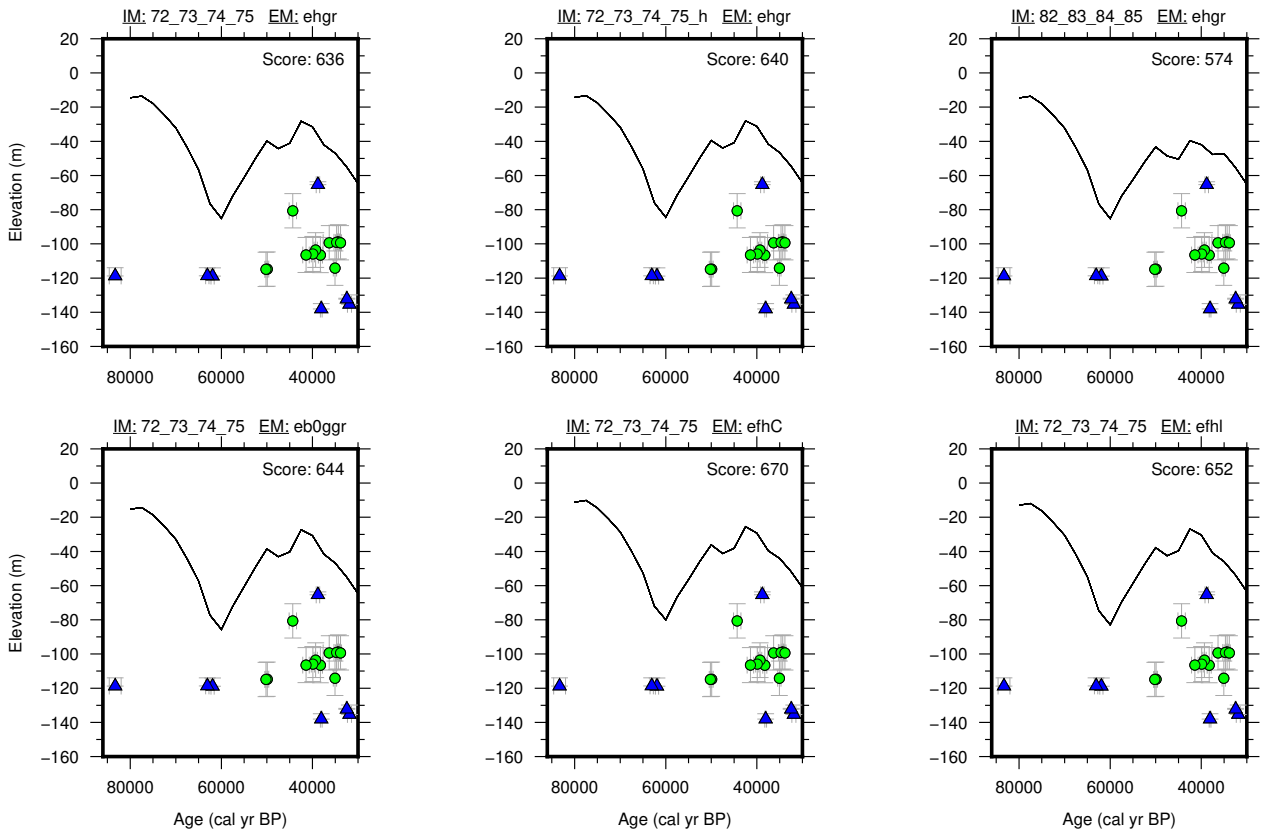 IM: 72_73_74_75 EM: ehgr
IM: 72_73_74_75_h EM: ehgr
IM: 82_83_84_85 EM: ehgr
Score: 636
Score: 640
Score: 574
20
0
−20
−40
−60
−80
−100
−120
−140
−160
20
0
−20
−40
−60
−80
−100
−120
−140
−160
20
0
−20
−40
−60
−80
−100
−120
−140
−160
Elevation (m)
80000 60000 40000
80000 60000 40000
80000 60000 40000
IM: 72_73_74_75 EM: eb0ggr
IM: 72_73_74_75 EM: efhC
IM: 72_73_74_75 EM: efhl
Score: 644
Score: 670
Score: 652
20
0
−20
−40
−60
−80
−100
−120
−140
−160
20
0
−20
−40
−60
−80
−100
−120
−140
−160
20
0
−20
−40
−60
−80
−100
−120
−140
−160
Elevation (m)
80000 60000 40000
80000 60000 40000
80000 60000 40000
Age (cal yr BP)
Age (cal yr BP)
Age (cal yr BP)